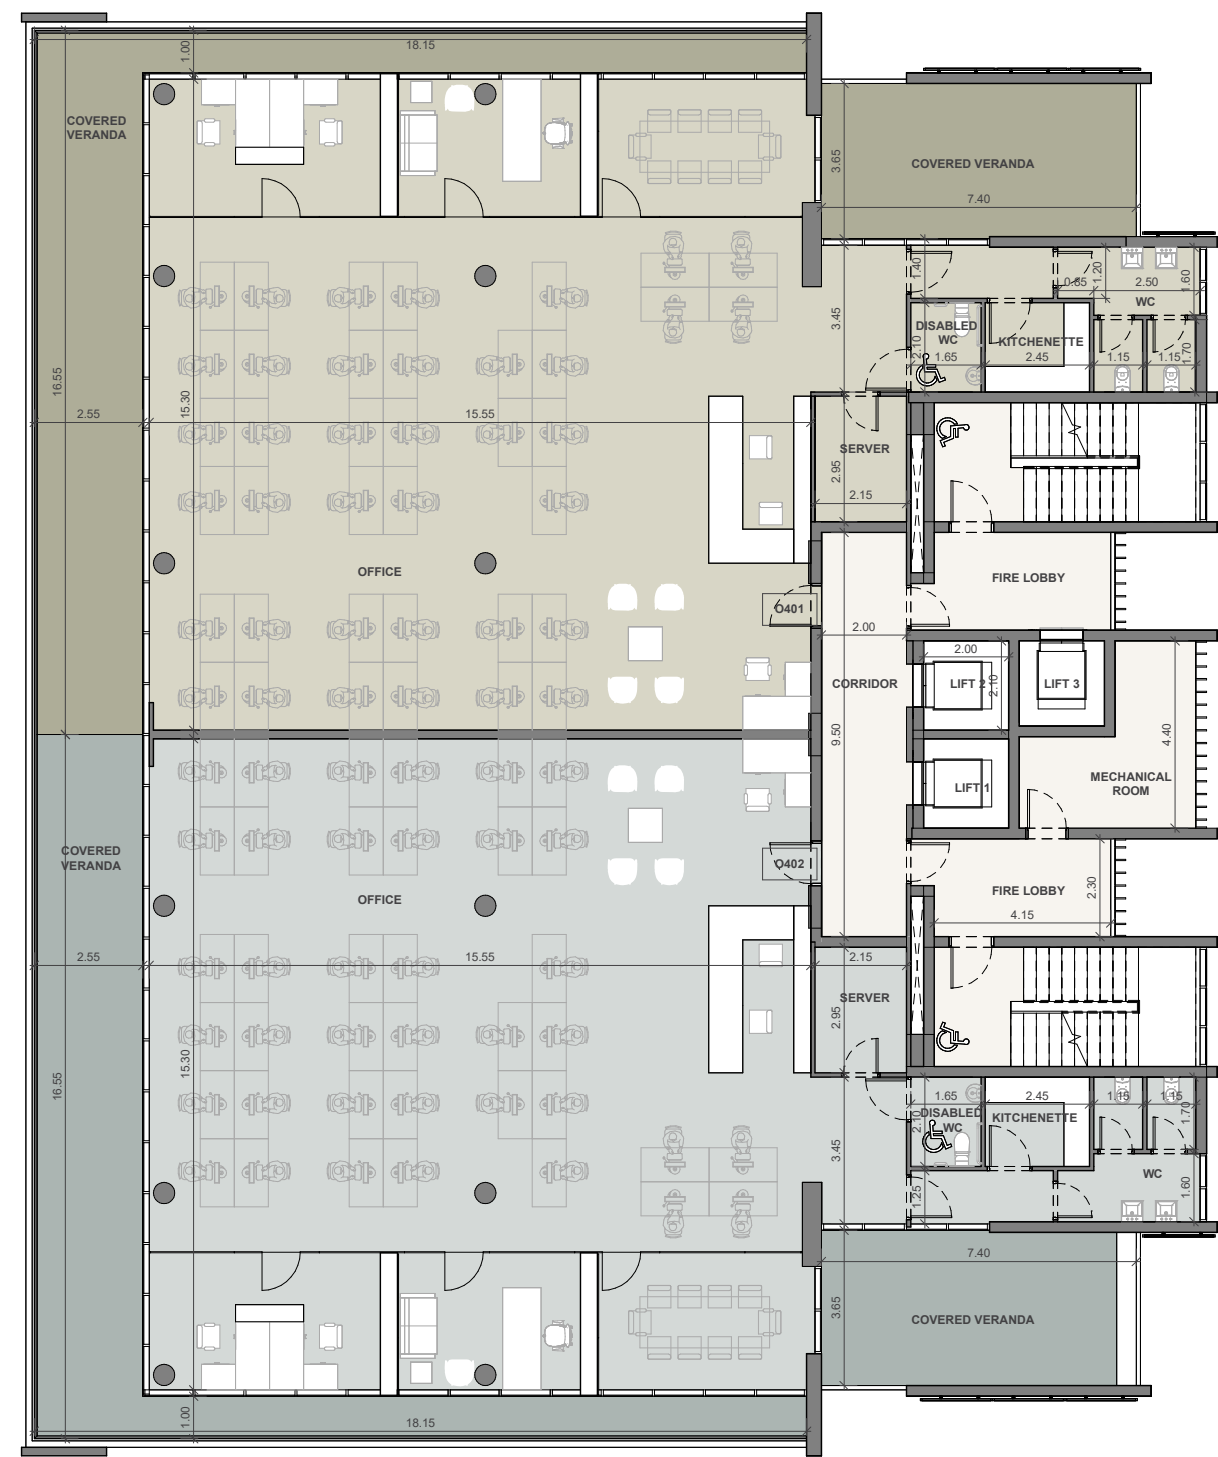 18.15
1.00
COVERED
VERANDA
COVERED VERANDA
3.65
7.40
1.40
0.85
1.20
2.50
1.60
WC
3.45
DISABLED
WC
2.10
1.65
KITCHENETTE
2.45
1.15
1.15
1.70
16.55
15.30
2.55
15.55
SERVER
2.95
2.15
OFFICE
FIRE LOBBY
O401
2.00
2.00
CORRIDOR
LIFT 2
2.10
LIFT 3
9.50
4.40
MECHANICAL
ROOM
LIFT 1
COVERED
VERANDA
O402
OFFICE
FIRE LOBBY
2.30
4.15
2.55
15.55
2.15
SERVER
2.95
16.55
15.30
1.65
2.45
1.15
1.15
DISABLED
WC
2.10
KITCHENETTE
1.70
3.45
WC
1.25
1.60
7.40
3.65
COVERED VERANDA
1.00
18.15